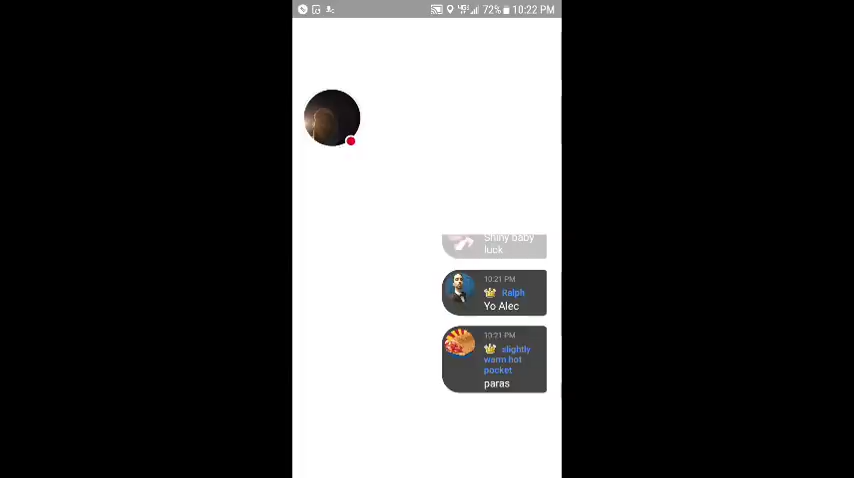 72% 10:22 PM
Shiny baby
luck
10:21 PM
Ralph
Yo Alec
10:21 PM
slightly
warm hot
pocket
paras